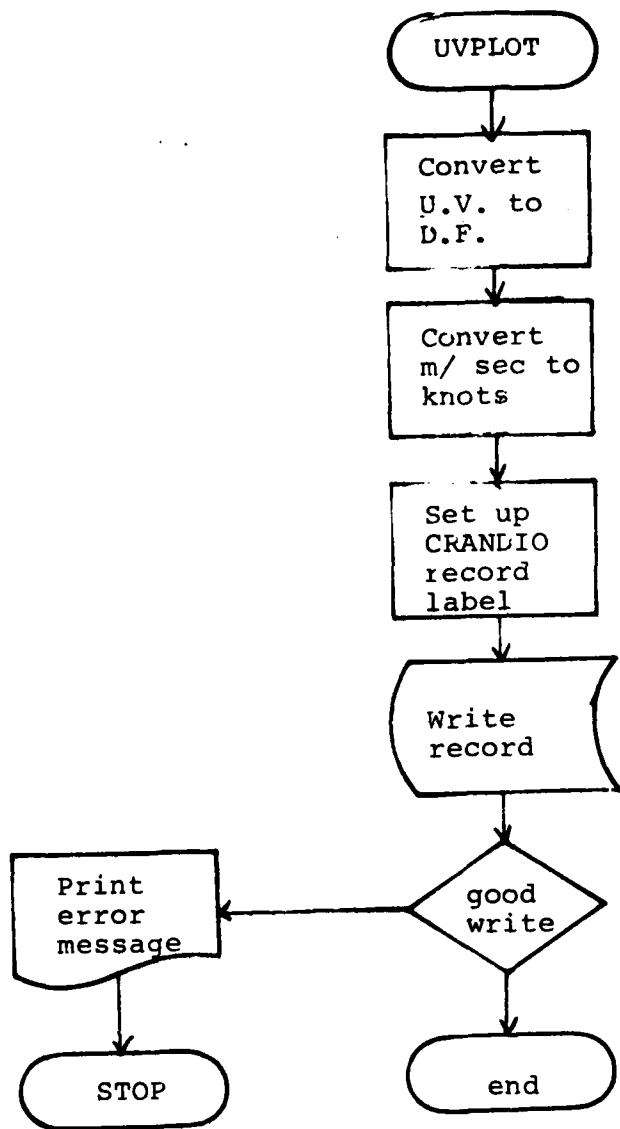 UVPLOT
Convert
U.V. to
D.F.
Convert
m/ sec to
knots
Set up
CRANDIO
record
label
Write
record
good
write
Print
error
message
STOP
end